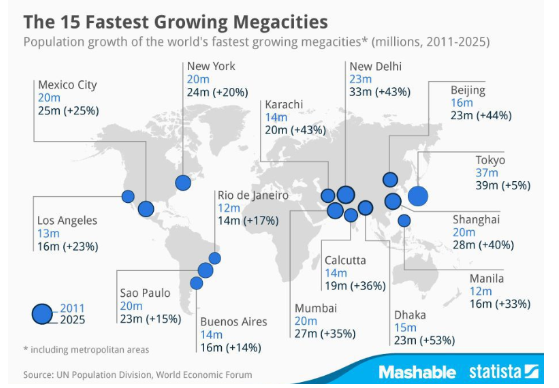 The 15 Fastest Growing Megacities
Population growth of the world's fastest growing megacities* (millions, 2011-2025)
New York
20m
24m (+20%)
New Delhi
23m
33m (+43%)
Mexico City
20m
25m (+25%)
Beijing
16m
23m (+44%)
Karachi
14m
20m (+43%)
Tokyo
37m
39m (+5%)
Rio de Janeiro
12m
14m (+17%)
Los Angeles
13m
16m (+23%)
Shanghai
20m
28m (+40%)
Calcutta
14m
19m (+36%)
Manila
12m
16m (+33%)
Sao Paulo
20m
23m (+15%)
Mumbai
20m
27m (+35%)
Dhaka
15m
23m (+53%)
Buenos Aires
14m
16m (+14%)
2011
2025
* including metropolitan areas
Source: UN Population Division, World Economic Forum
Mashable statista